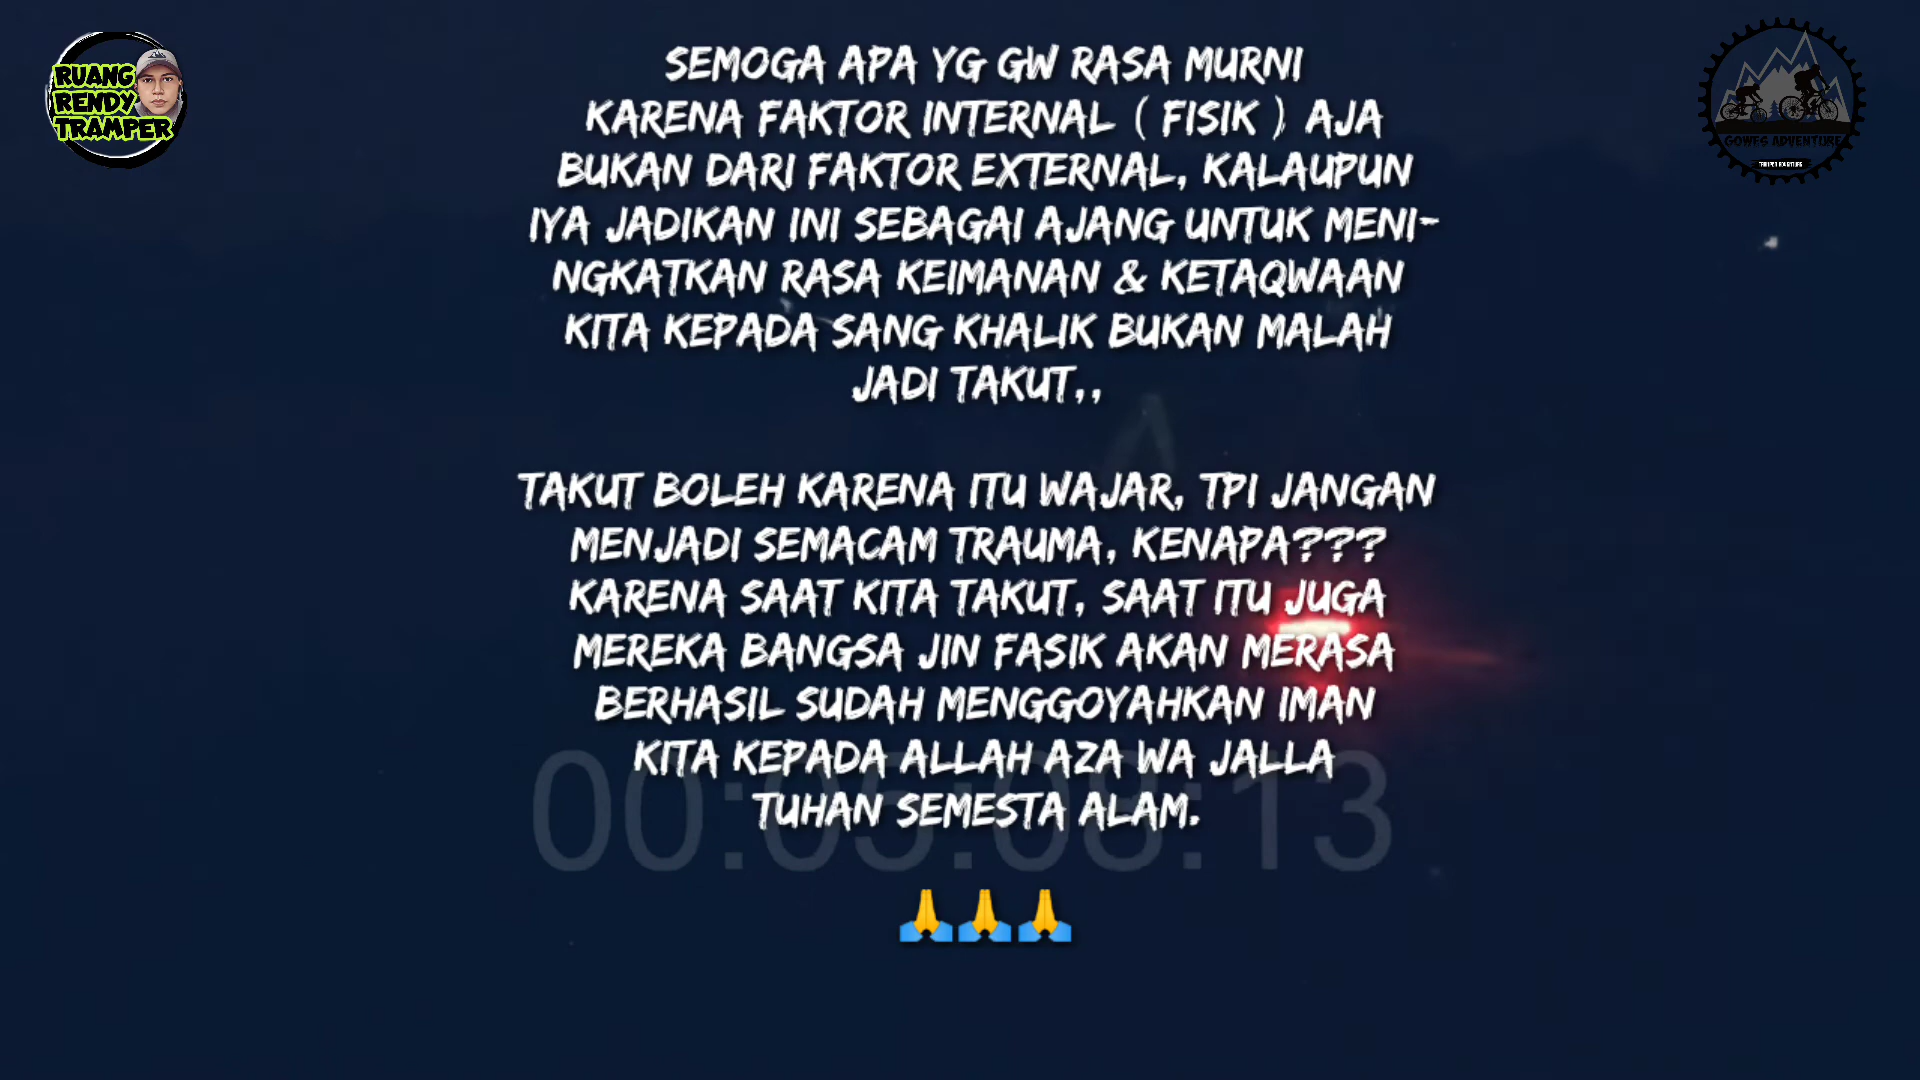 RUANG
RENDY
TRAMPER
GOWES ADVENTURE
SEMOGA APA YG GW RASA MURNI
KARENA FAKTOR INTERNAL ( FISIK ) AJA
BUKAN DARI FAKTOR EXTERNAL, KALAUPUN
IYA JADIKAN INI SEBAGAI AJANG UNTUK MENI-
NGKATKAN RASA KEIMANAN & KETAQWAAN
KITA KEPADA SANG KHALIK BUKAN MALAH
JADI TAKUT,,
TAKUT BOLEH KARENA ITU WAJAR, TPI JANGAN
MENJADI SEMACAM TRAUMA, KENAPA???
KARENA SAAT KITA TAKUT, SAAT ITU JUGA
MEREKA BANGSA JIN FASIK AKAN MERASA
BERHASIL SUDAH MENGGOYAHKAN IMAN
KITA KEPADA ALLAH AZA WA JALLA
TUHAN SEMESTA ALAM.
00:05:08:13
🙏🙏🙏